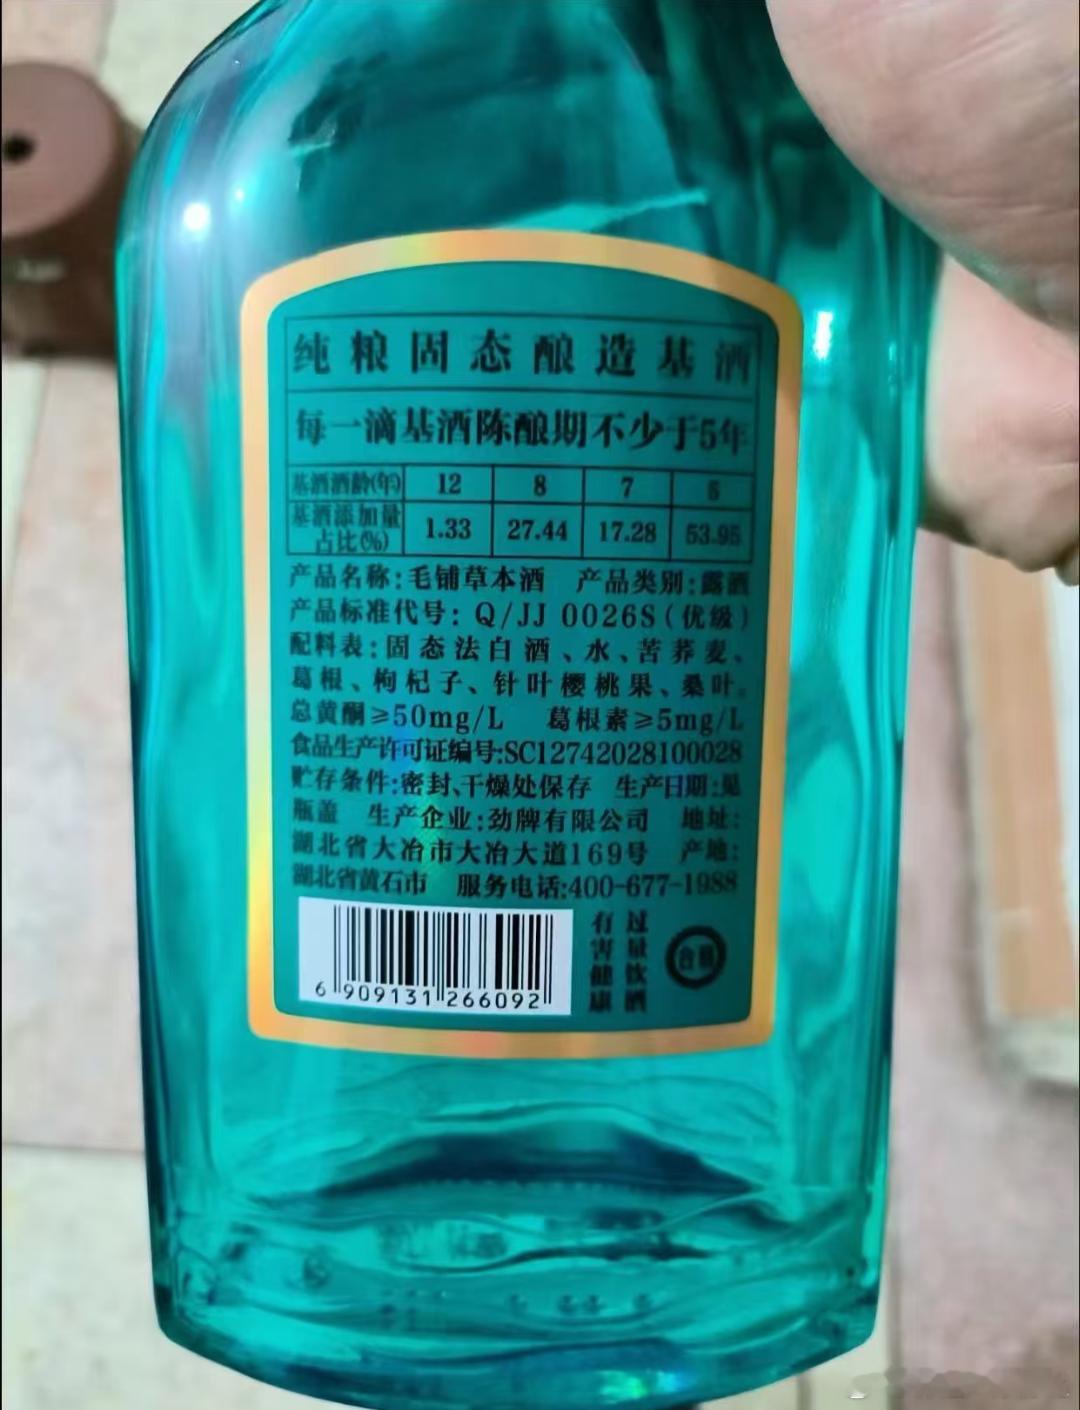 纯粮固态酿造基酒
每一滴基酒陈酿期不少于5年
基酒酒龄(年) 12 8 7 5
基酒添加量占比(%) 1.33 27.44 17.28 53.95
产品名称:毛铺草本酒 产品类别:露酒
产品标准代号: Q/JJ 0026S(优级)
配料表:固态法白酒、水、苦荞麦、
葛根、枸杞子、针叶樱桃果、桑叶。
总黄酮≥50mg/L 葛根素≥5mg/L
食品生产许可证编号:SC12742028100028
贮存条件:密封、干燥处保存 生产日期:见
瓶盖 生产企业:劲牌有限公司 地址:
湖北省大冶市大冶大道169号 产地:
湖北省黄石市 服务电话:400-677-1988
过量饮酒
有害健康
合格
6 909131 266092